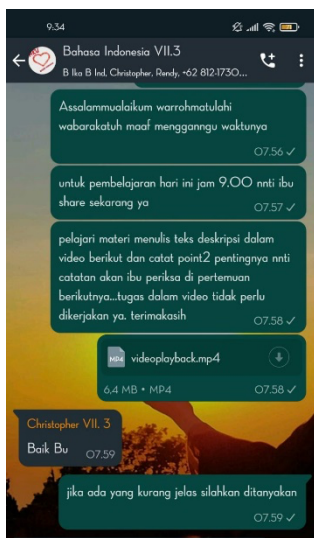 9:34
Bahasa Indonesia VII.3
B Ika B Ind, Christopher, Rendy, +62 812-1730...
Assalammualaikum warrohmatulahi
wabarakatuh maaf mengganngu waktunya
07.56
untuk pembelajaran hari ini jam 9.00 nnti ibu
share sekarang ya
07.57
pelajari materi menulis teks deskripsi dalam
video berikut dan catat point2 pentingnya nnti
catatan akan ibu periksa di pertemuan
berikutnya...tugas dalam video tidak perlu
dikerjakan ya. terimakasih
07.58
MP4 videoplayback.mp4
6,4 MB • MP4 07.58
Christopher VII. 3
Baik Bu 07.59
jika ada yang kurang jelas silahkan ditanyakan
07.59